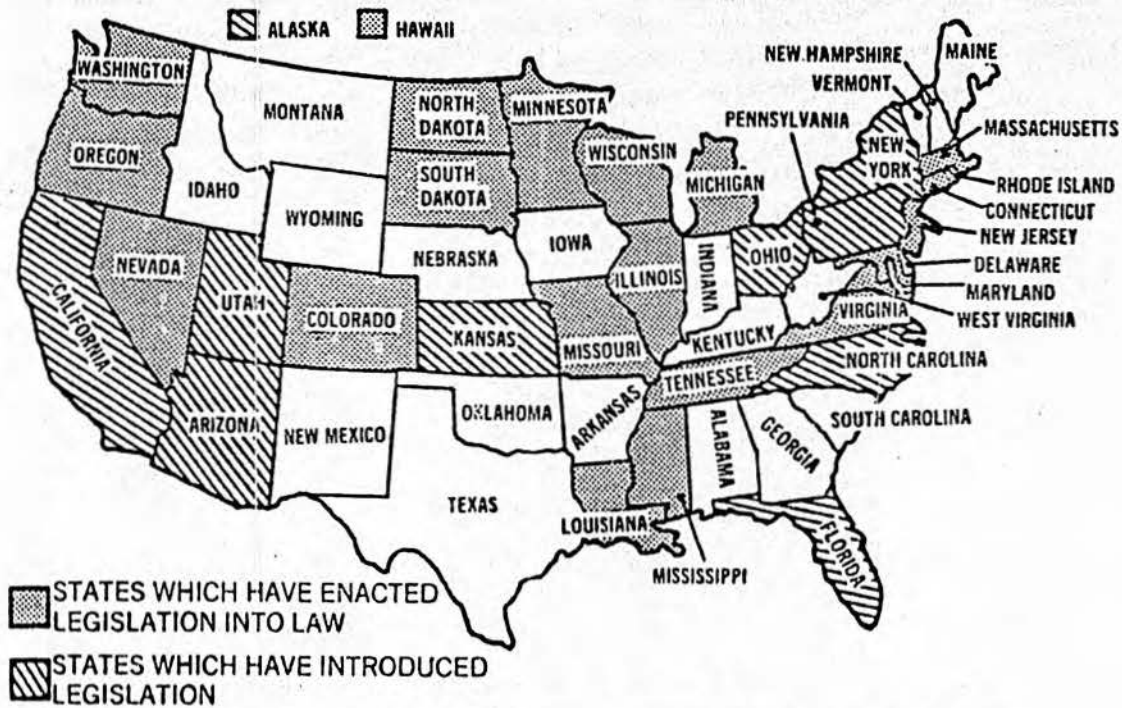 ALASKA HAWAII
WASHINGTON
MONTANA
NORTH
DAKOTA
MINNESOTA
NEW HAMPSHIRE
MAINE
VERMONT
PENNSYLVANIA
MASSACHUSETTS
OREGON
IDAHO
WYOMING
SOUTH
DAKOTA
WISCONSIN
MICHIGAN
NEW
YORK
RHODE ISLAND
CONNECTICUT
NEW JERSEY
NEVADA
UTAH
COLORADO
NEBRASKA
IOWA
ILLINOIS
INDIANA
OHIO
DELAWARE
MARYLAND
WEST VIRGINIA
CALIFORNIA
KANSAS
MISSOURI
KENTUCKY
VIRGINIA
NORTH CAROLINA
TENNESSEE
ARIZONA
NEW MEXICO
OKLAHOMA
ARKANSAS
SOUTH CAROLINA
ALABAMA
GEORGIA
TEXAS
LOUISIANA
MISSISSIPPI
FLORIDA
STATES WHICH HAVE ENACTED
LEGISLATION INTO LAW
STATES WHICH HAVE INTRODUCED
LEGISLATION